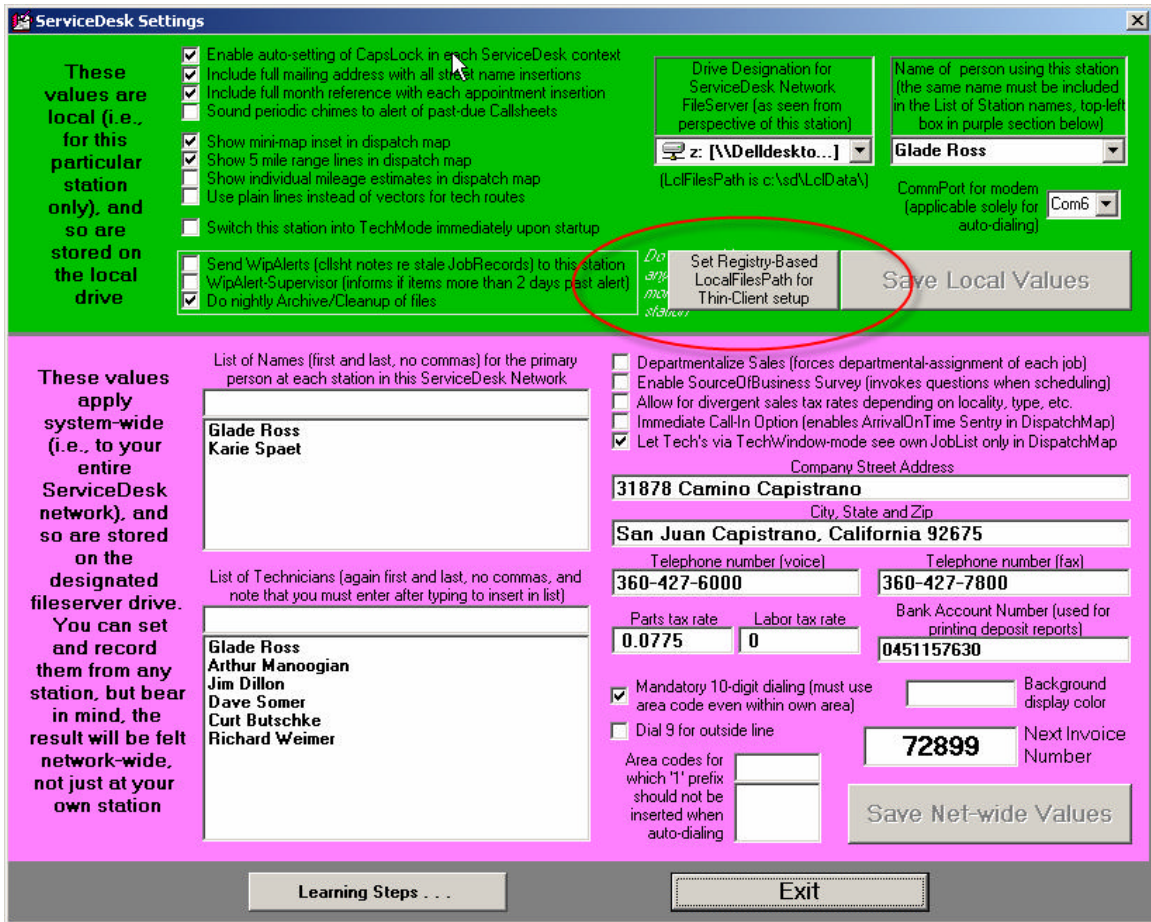 ServiceDesk Settings
These
values are
local (i.e.,
for this
particular
station
only), and
so are
stored on
the local
drive
Enable auto-setting of CapsLock in each ServiceDesk context
Include full mailing address with all street name insertions
Include full month reference with each appointment insertion
Sound periodic chimes to alert of past-due Callsheets
Show mini-map inset in dispatch map
Show 5 mile range lines in dispatch map
Show individual mileage estimates in dispatch map
Use plain lines instead of vectors for tech routes
Switch this station into TechMode immediately upon startup
Send WipAlerts (cllsht notes re stale JobRecords) to this station
WipAlert-Supervisor (informs if items more than 2 days past alert)
Do nightly Archive/Cleanup of files
Do
station
Drive Designation for
ServiceDesk Network
FileServer (as seen from
perspective of this station)
z: [\\Delldeskto...]
(LclFilesPath is c:\sd\LclData\)
Name of person using this station
(the same name must be included
in the List of Station names, top-left
box in purple section below)
Glade Ross
CommPort for modem
(applicable solely for
auto-dialing)
Com6
Set Registry-Based
LocalFilesPath for
Thin-Client setup
Save Local Values
These values
apply
system-wide
(i.e., to your
entire
ServiceDesk
network), and
so are stored
on the
designated
fileserver drive.
You can set
and record
them from any
station, but bear
in mind, the
result will be felt
network-wide,
not just at your
own station
List of Names (first and last, no commas) for the primary
person at each station in this ServiceDesk Network
Glade Ross
Karie Spaet
List of Technicians (again first and last, no commas, and
note that you must enter after typing to insert in list)
Glade Ross
Arthur Manoogian
Jim Dillon
Dave Somer
Curt Butschke
Richard Weimer
Departmentalize Sales (forces departmental-assignment of each job)
Enable SourceOfBusiness Survey (invokes questions when scheduling)
Allow for divergent sales tax rates depending on locality, type, etc.
Immediate Call-In Option (enables ArrivalOnTime Sentry in DispatchMap)
Let Tech's via TechWindow-mode see own JobList only in DispatchMap
Company Street Address
31878 Camino Capistrano
City, State and Zip
San Juan Capistrano, California 92675
Telephone number (voice)
360-427-6000
Telephone number (fax)
360-427-7800
Parts tax rate
0.0775
Labor tax rate
0
Bank Account Number (used for
printing deposit reports)
0451157630
Mandatory 10-digit dialing (must use
area code even within own area)
Dial 9 for outside line
Background
display color
72899
Next Invoice
Number
Area codes for
which '1' prefix
should not be
inserted when
auto-dialing
Save Net-wide Values
Learning Steps . . .
Exit